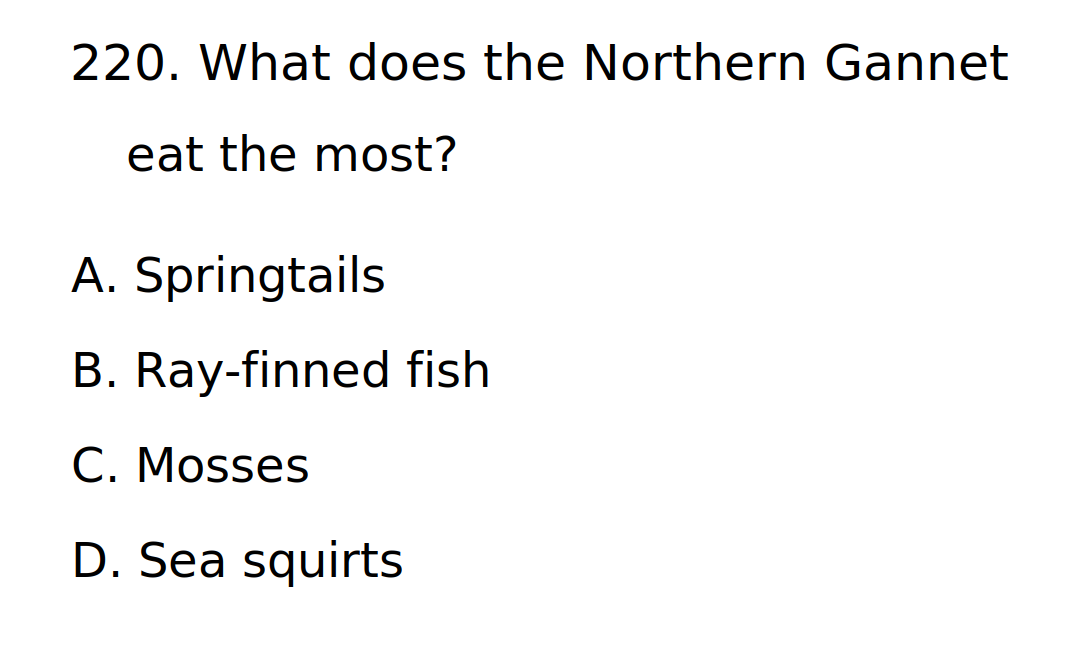 220. What does the Northern Gannet
eat the most?
A. Springtails
B. Ray-finned fish
C. Mosses
D. Sea squirts